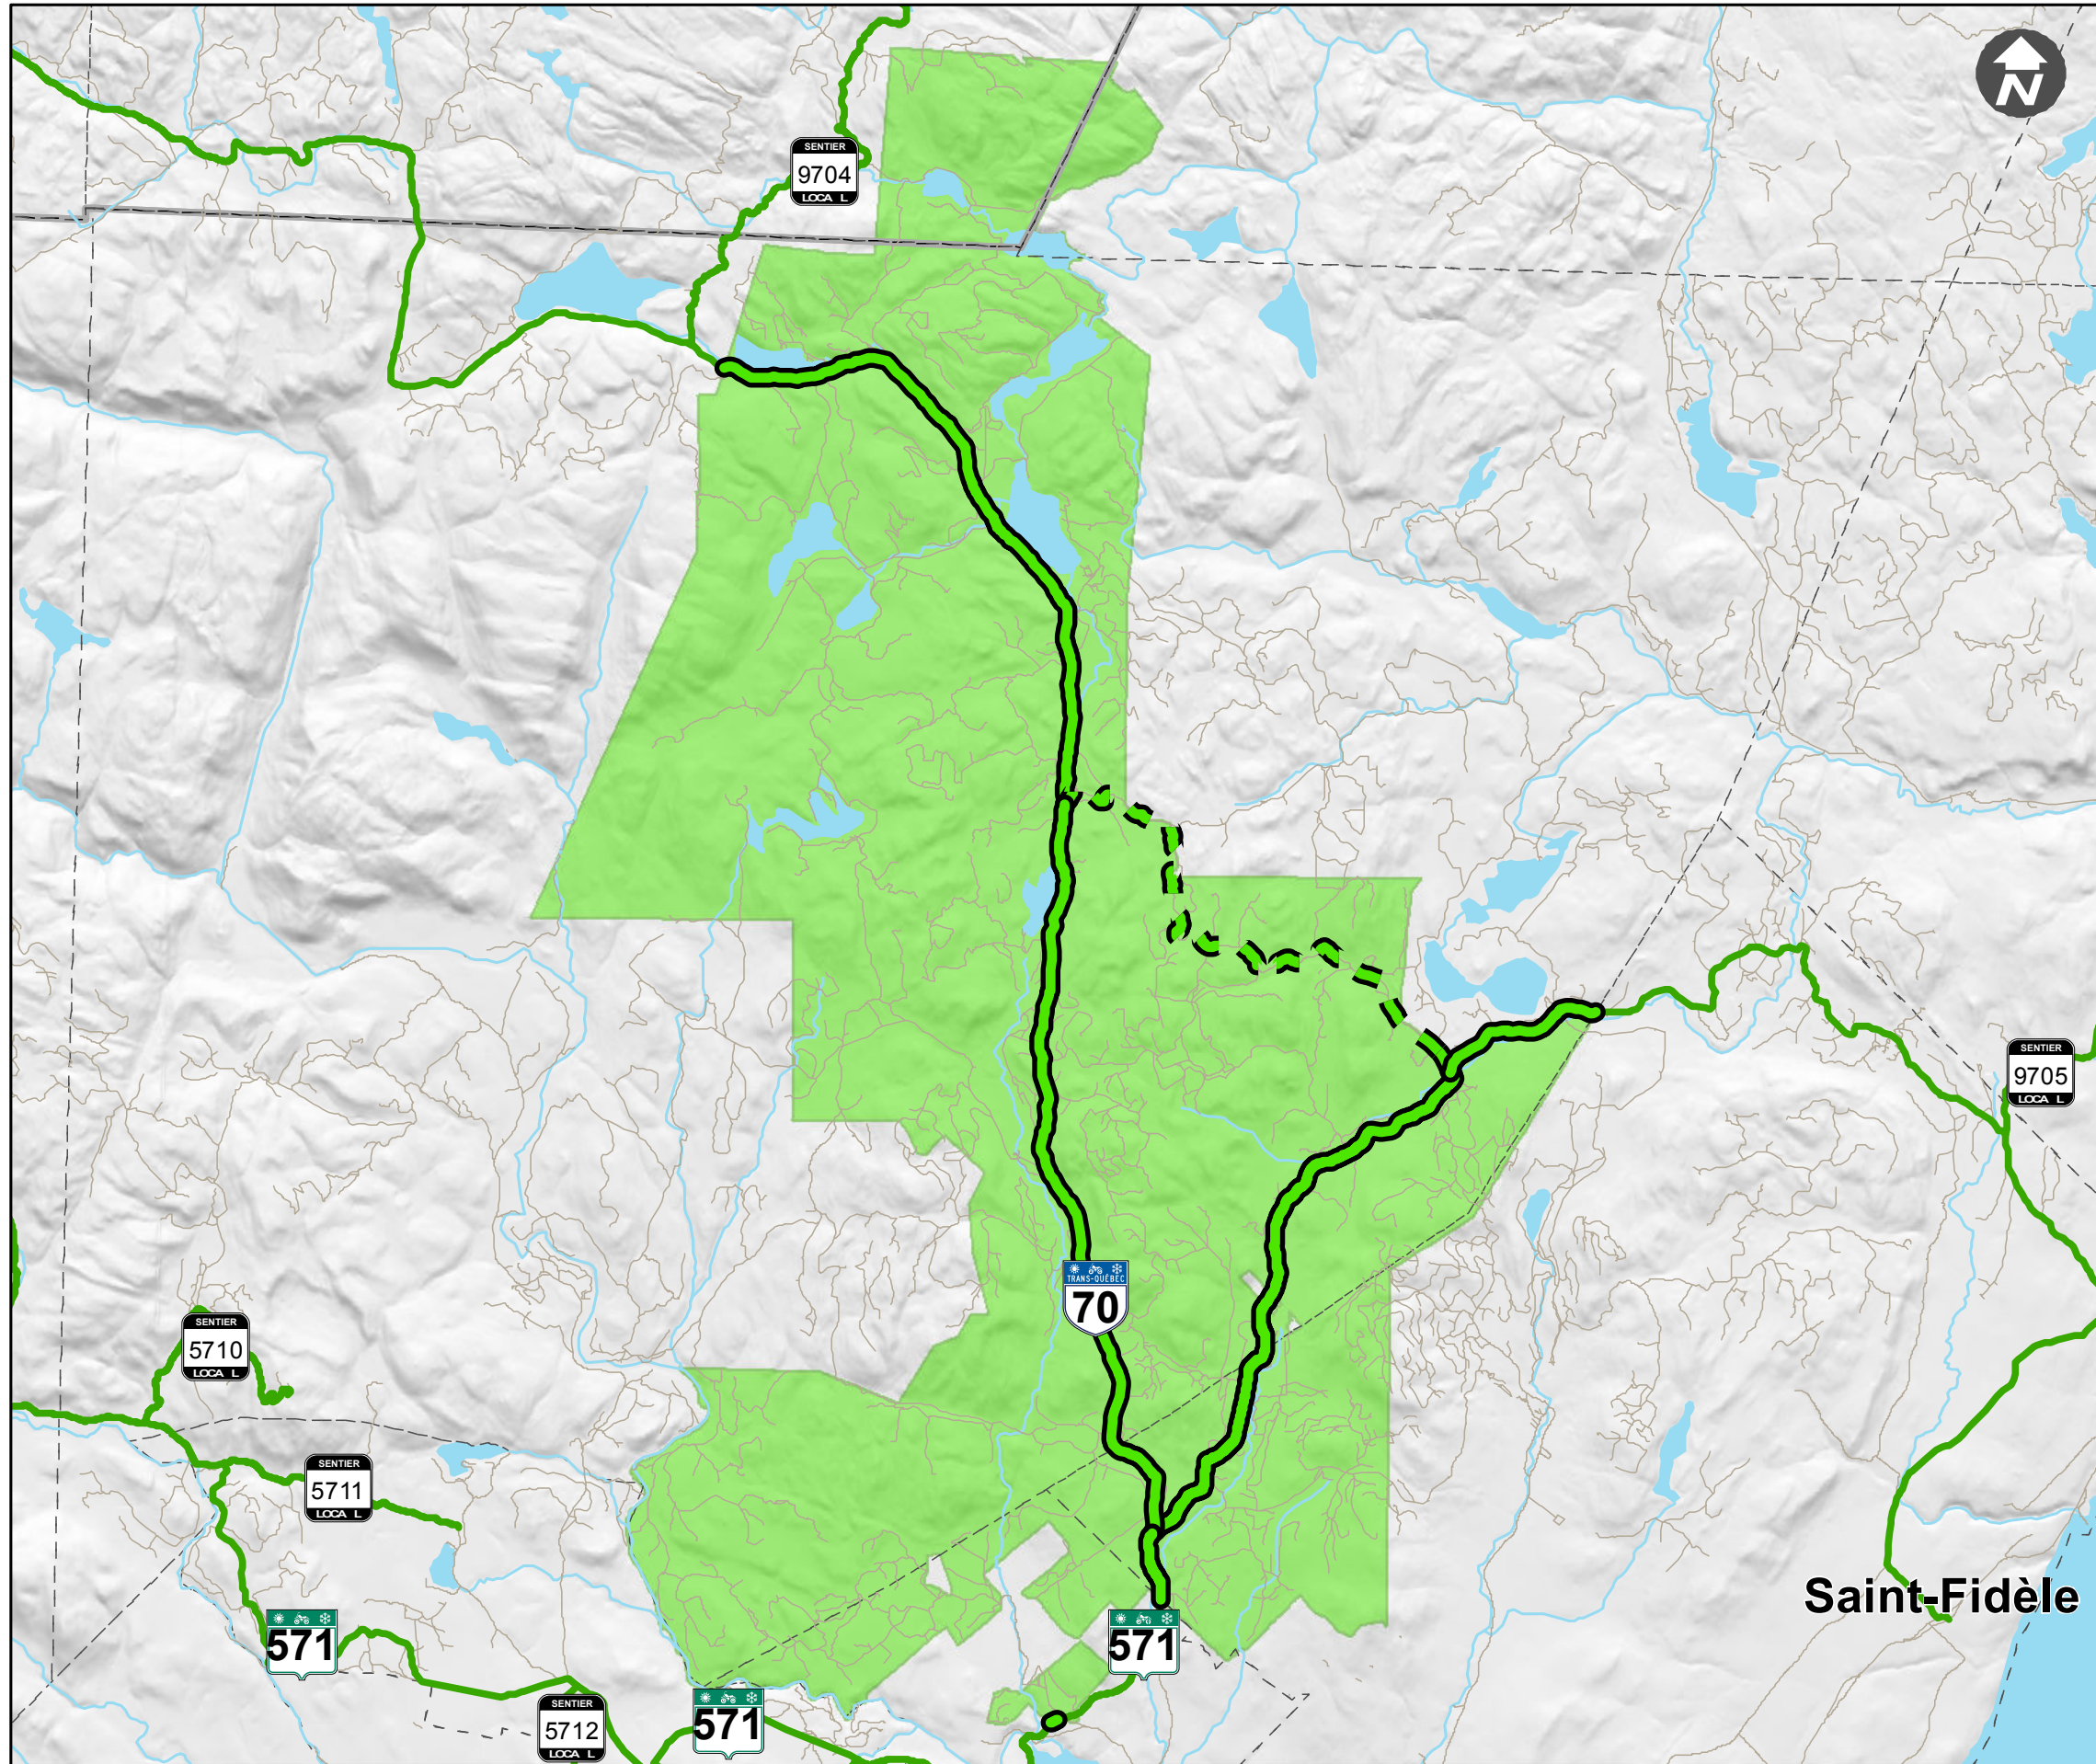 N
SENTIER
9704
LOCA L
SENTIER
9705
LOCA L
TRANS-QUÉBEC
70
SENTIER
5710
LOCA L
SENTIER
5711
LOCA L
Saint-Fidèle
571
571
SENTIER
5712
LOCA L
571